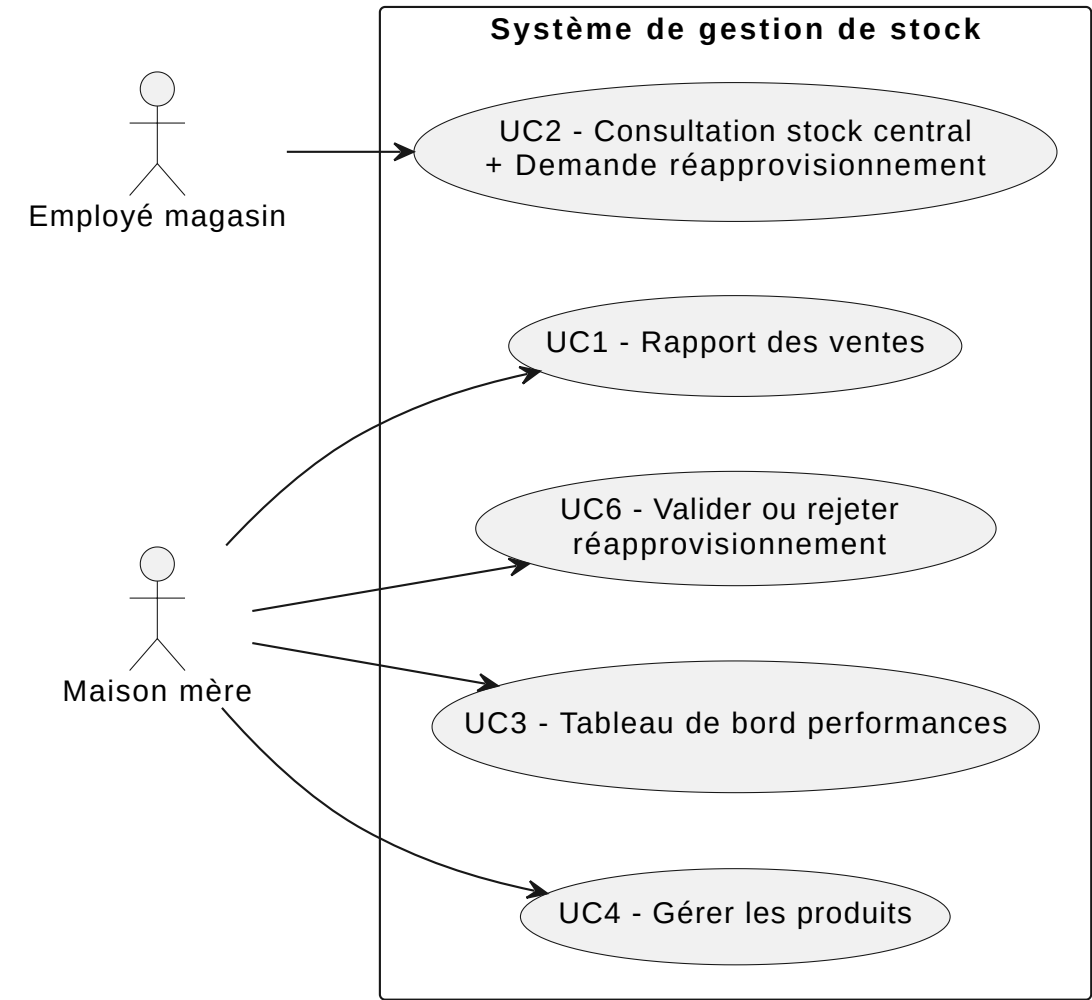 Système de gestion de stock
UC2 - Consultation stock central
+ Demande réapprovisionnement
Employé magasin
UC1 - Rapport des ventes
UC6 - Valider ou rejeter
réapprovisionnement
Maison mère
UC3 - Tableau de bord performances
UC4 - Gérer les produits